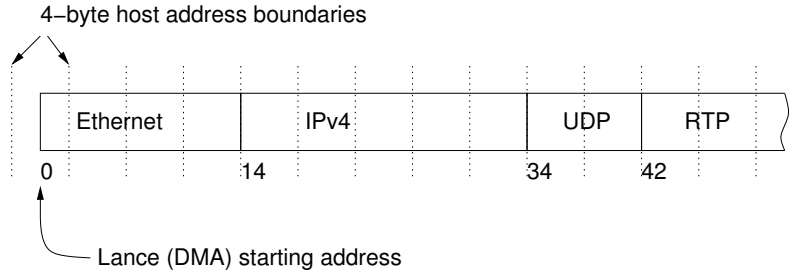 4−byte host address boundaries
Ethernet IPv4 UDP RTP
0 14 34 42
Lance (DMA) starting address